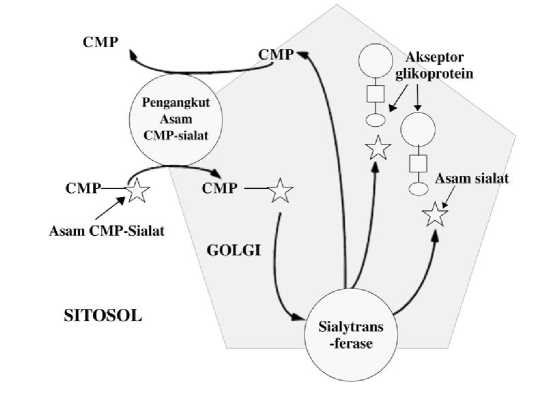 CMP
CMP
Akseptor
glikoprotein
Pengangkut
Asam
CMP-sialat
CMP
CMP
Asam sialat
Asam CMP-Sialat
GOLGI
SITOSOL
Sialytrans
-ferase